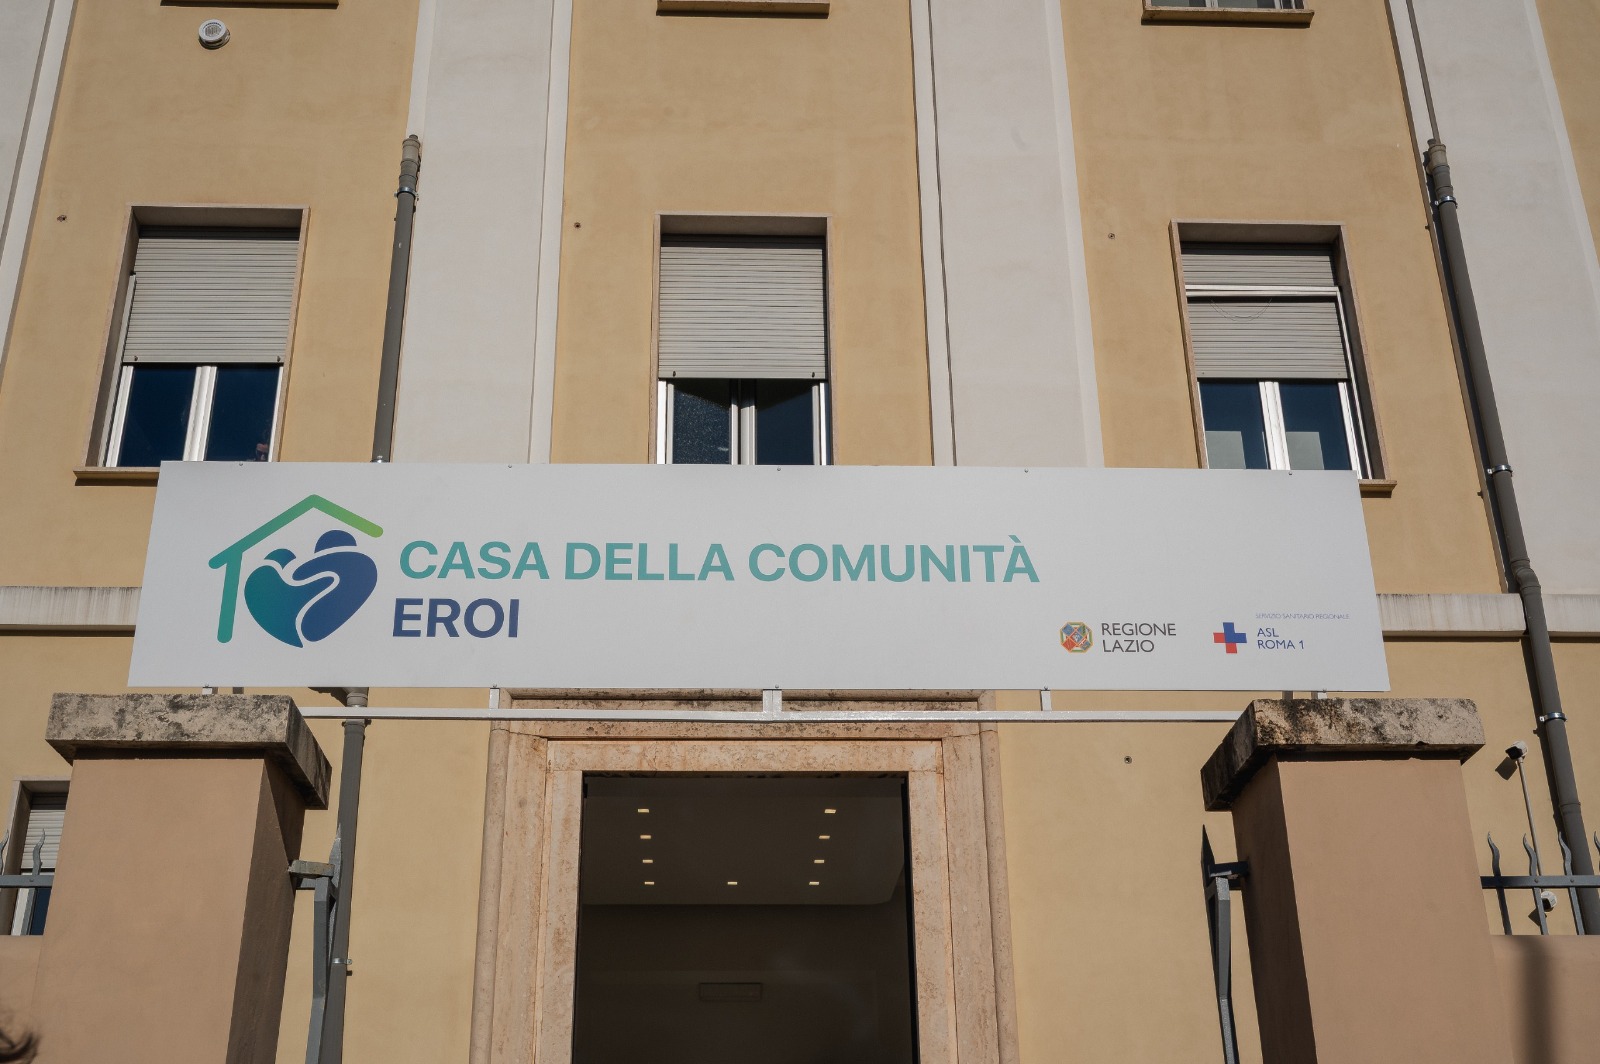 CASA DELLA COMUNITÀ
EROI
REGIONE
LAZIO
SERVIZIO SANITARIO REGIONALE
ASL
ROMA 1